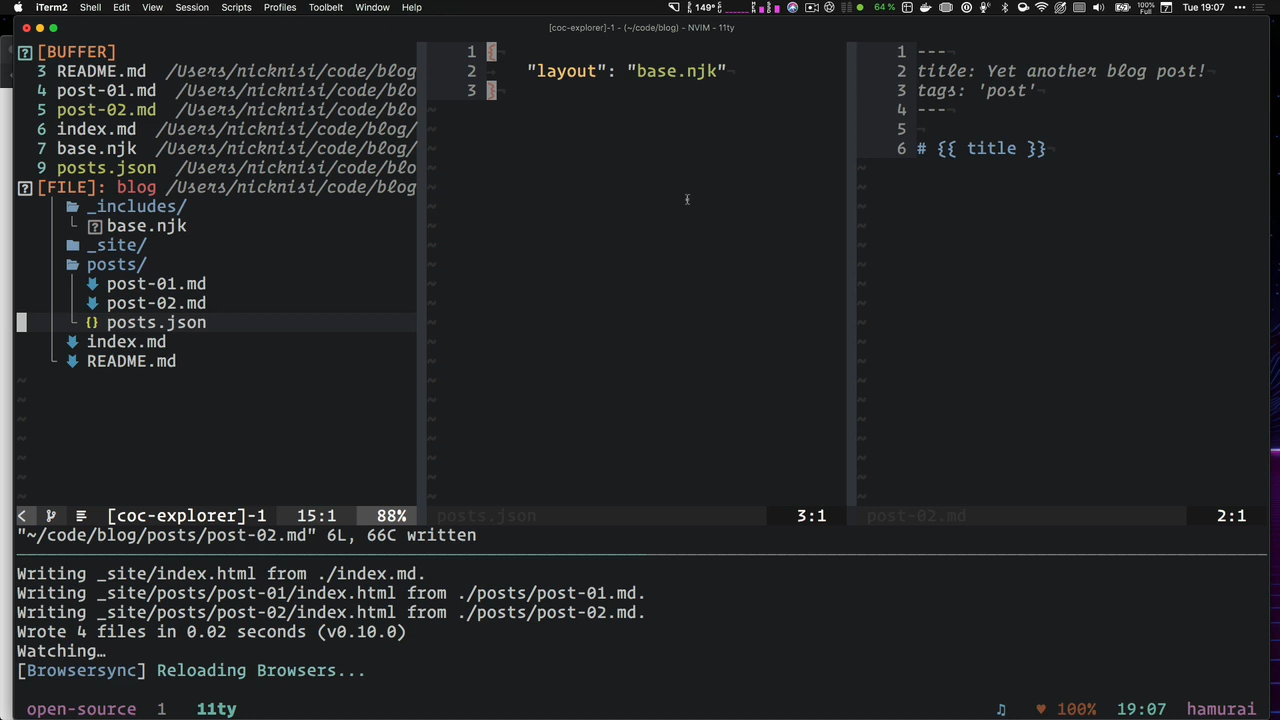 iTerm2 Shell Edit View Session Scripts Profiles Toolbelt Window Help 149° 64 % 100% Full Tue 19:07
[coc-explorer]-1 - (~/code/blog) - NVIM - 11ty
[BUFFER]
3 README.md /Users/nicknisi/code/blog
4 post-01.md /Users/nicknisi/code/blo
5 post-02.md /Users/nicknisi/code/blo
6 index.md /Users/nicknisi/code/blog/
7 base.njk /Users/nicknisi/code/blog/
9 posts.json /Users/nicknisi/code/blo
[FILE]: blog /Users/nicknisi/code/blog
_includes/
base.njk
_site/
posts/
post-01.md
post-02.md
{} posts.json
index.md
README.md
[coc-explorer]-1 15:1 88%
1 {
2 "layout": "base.njk"
3 }
posts.json 3:1
1 ---
2 title: Yet another blog post!
3 tags: 'post'
4 ---
5
6 # {{ title }}
post-02.md 2:1
"~/code/blog/posts/post-02.md" 6L, 66C written
Writing _site/index.html from ./index.md.
Writing _site/posts/post-01/index.html from ./posts/post-01.md.
Writing _site/posts/post-02/index.html from ./posts/post-02.md.
Wrote 4 files in 0.02 seconds (v0.10.0)
Watching…
[Browsersync] Reloading Browsers...
open-source 1 11ty ♫ ♥ 100% 19:07 hamurai